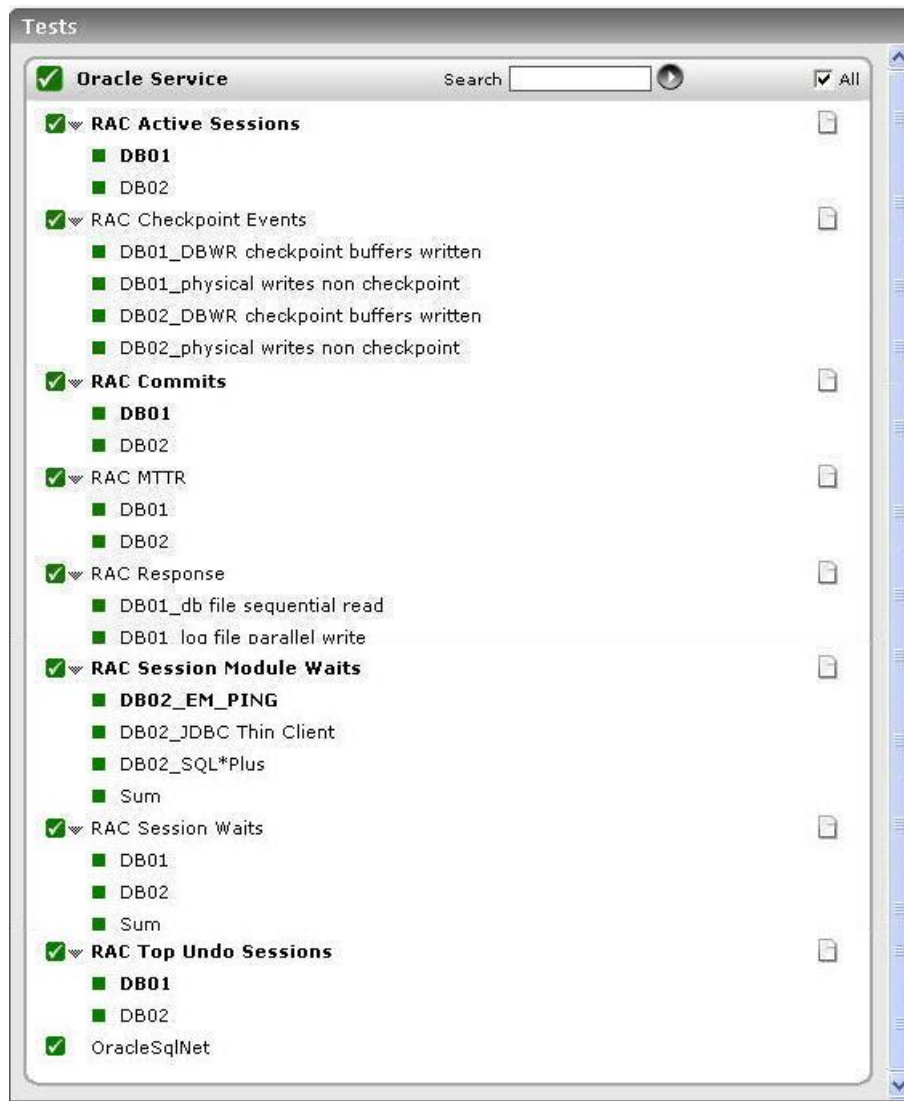 Tests
Oracle Service Search All
RAC Active Sessions
DB01
DB02
RAC Checkpoint Events
DB01_DBWR checkpoint buffers written
DB01_physical writes non checkpoint
DB02_DBWR checkpoint buffers written
DB02_physical writes non checkpoint
RAC Commits
DB01
DB02
RAC MTTR
DB01
DB02
RAC Response
DB01_db file sequential read
DB01_log file parallel write
RAC Session Module Waits
DB02_EM_PING
DB02_JDBC Thin Client
DB02_SQL*Plus
Sum
RAC Session Waits
DB01
DB02
Sum
RAC Top Undo Sessions
DB01
DB02
OracleSqlNet